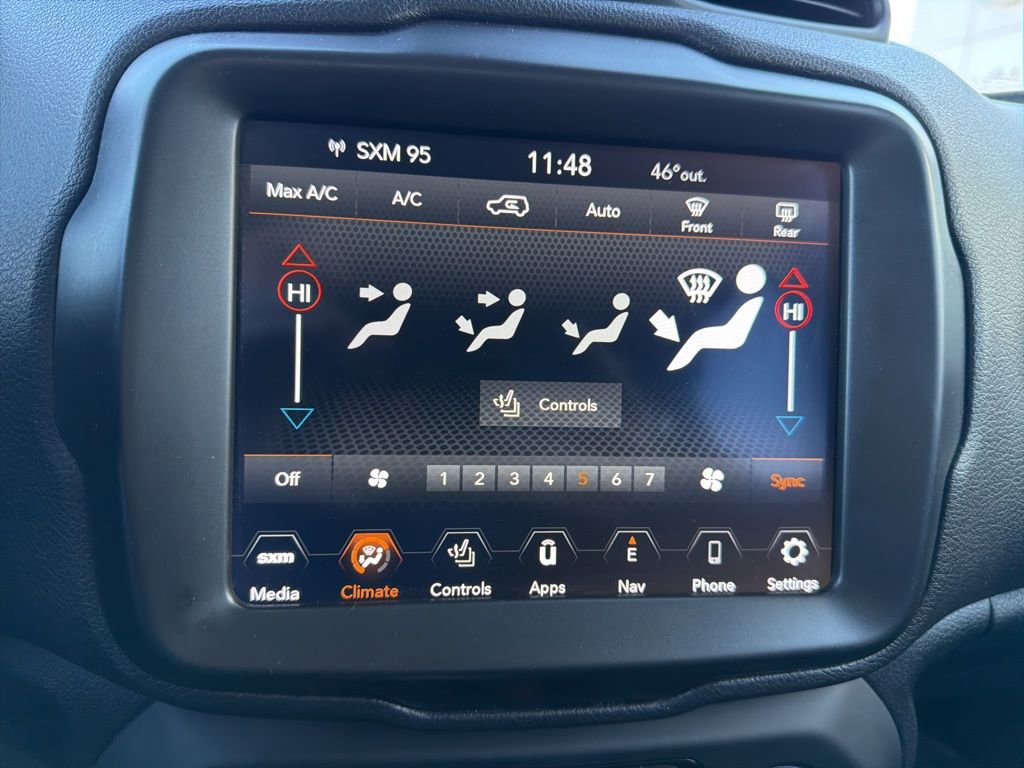 SXM 95 11:48 46° out.
Max A/C A/C Auto Front Rear
HI HI
Controls
Off 1 2 3 4 5 6 7 Sync
sxm ū E
Media Climate Controls Apps Nav Phone Settings